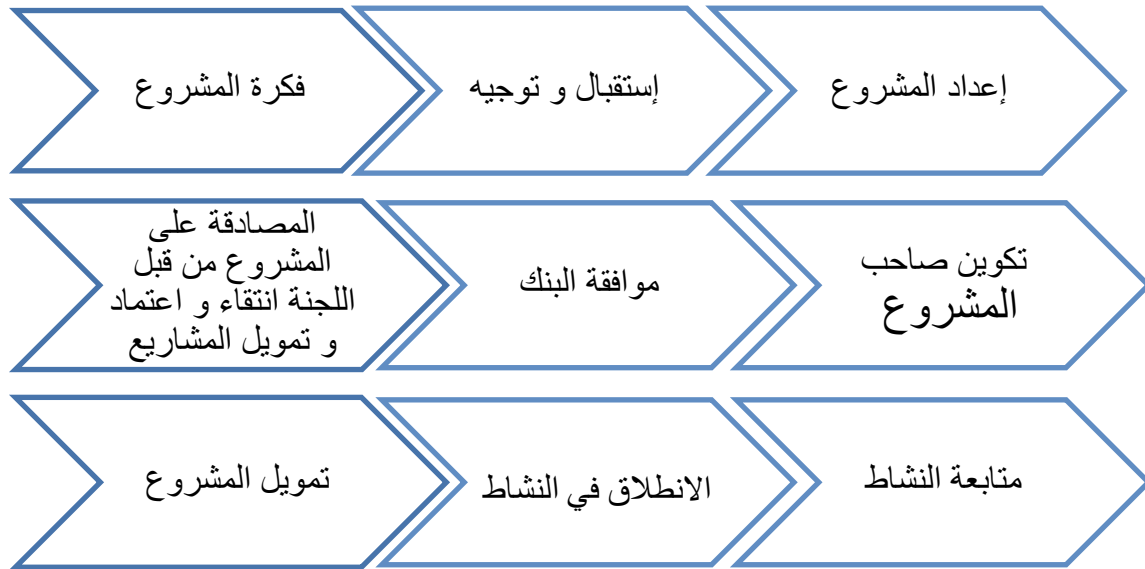 فكرة المشروع
إستقبال و توجيه
إعداد المشروع
المصادقة على
المشروع من قبل
اللجنة انتقاء و اعتماد
و تمويل المشاريع
موافقة البنك
تكوين صاحب
المشروع
تمويل المشروع
الانطلاق في النشاط
متابعة النشاط